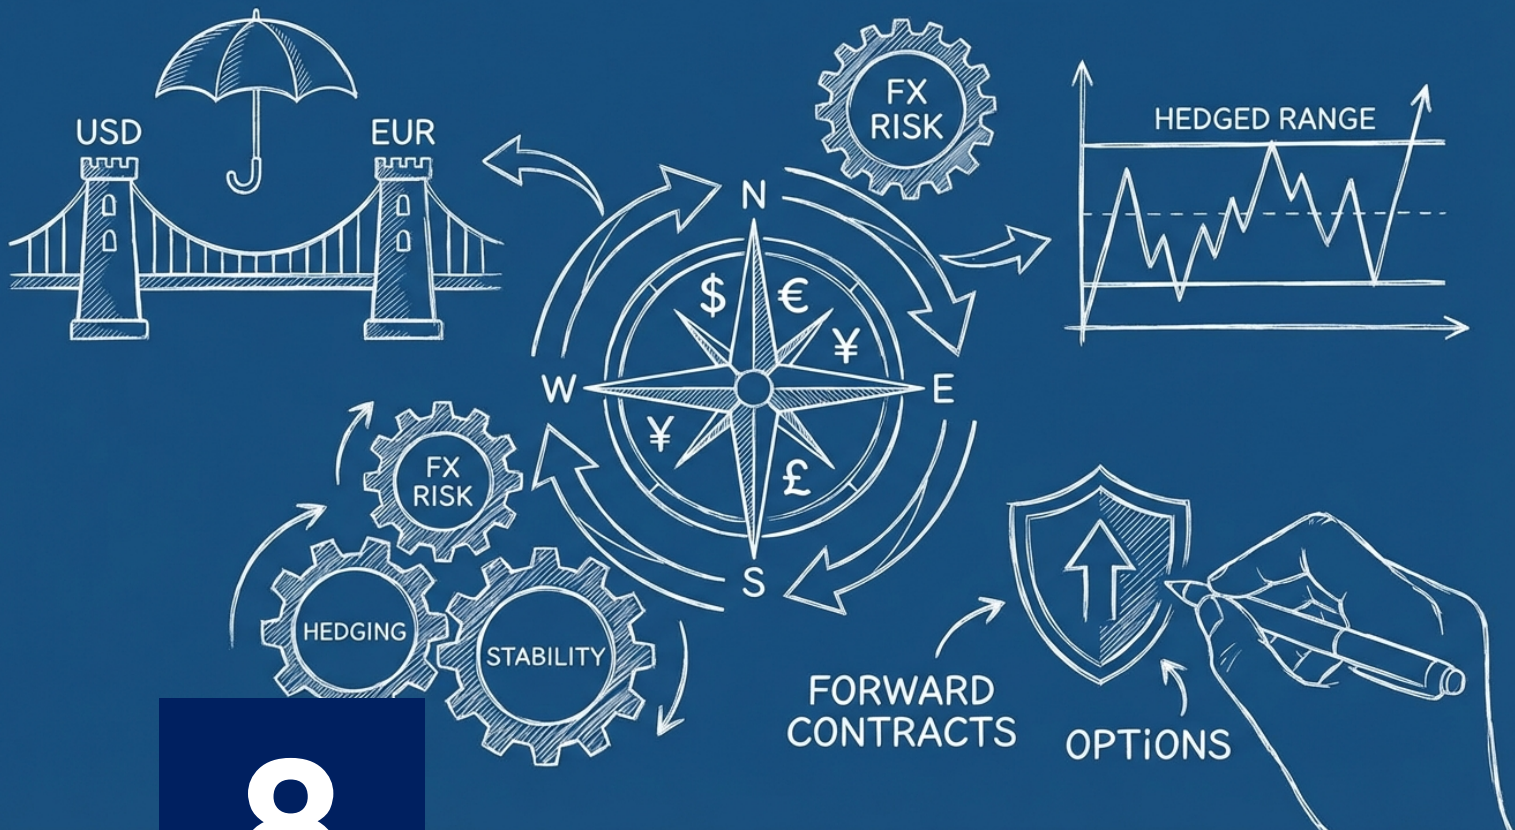 USD
EUR
FX
RISK
HEDGED RANGE
N
$
€
¥
W
E
¥
£
S
FX
RISK
HEDGING
STABILITY
FORWARD
CONTRACTS
OPTiONS
8